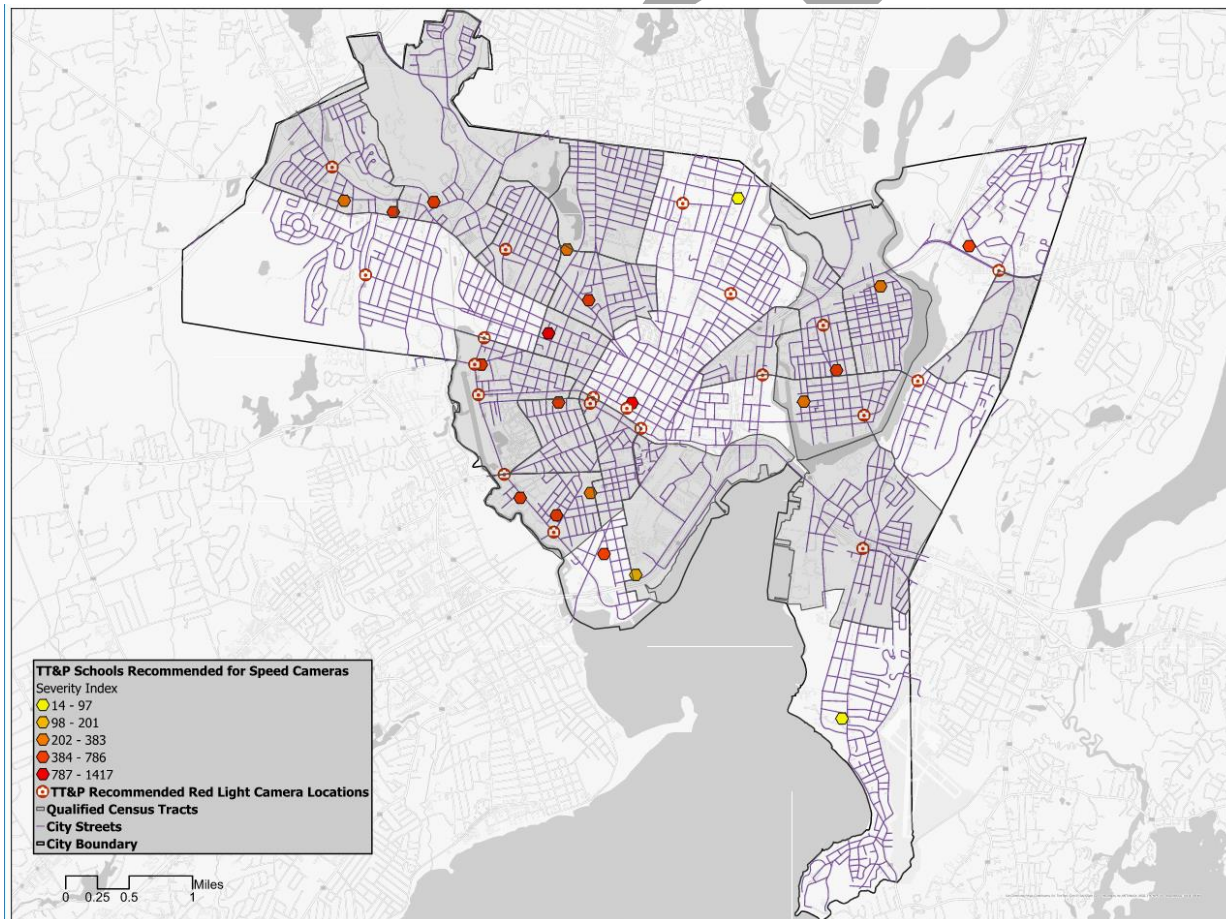 TT&P Schools Recommended for Speed Cameras
Severity Index
14 - 97
98 - 201
202 - 383
384 - 786
787 - 1417
TT&P Recommended Red Light Camera Locations
Qualified Census Tracts
City Streets
City Boundary
Miles
0 0.25 0.5 1